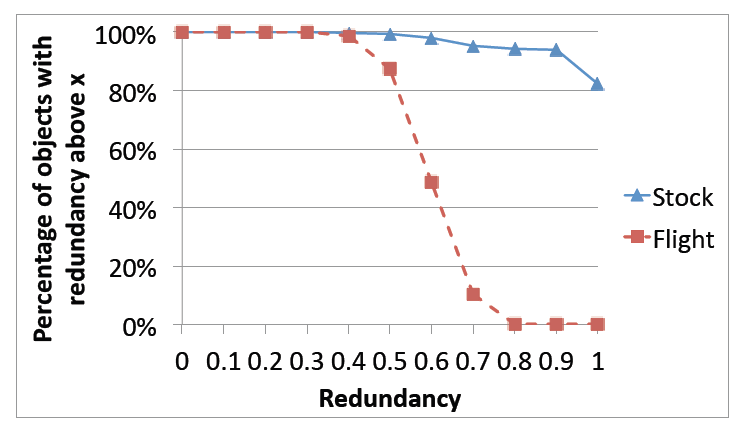 Percentage of objects with
redundancy above x
100%
80%
60%
40%
20%
0%
0 0.1 0.2 0.3 0.4 0.5 0.6 0.7 0.8 0.9 1
Redundancy
Stock
Flight